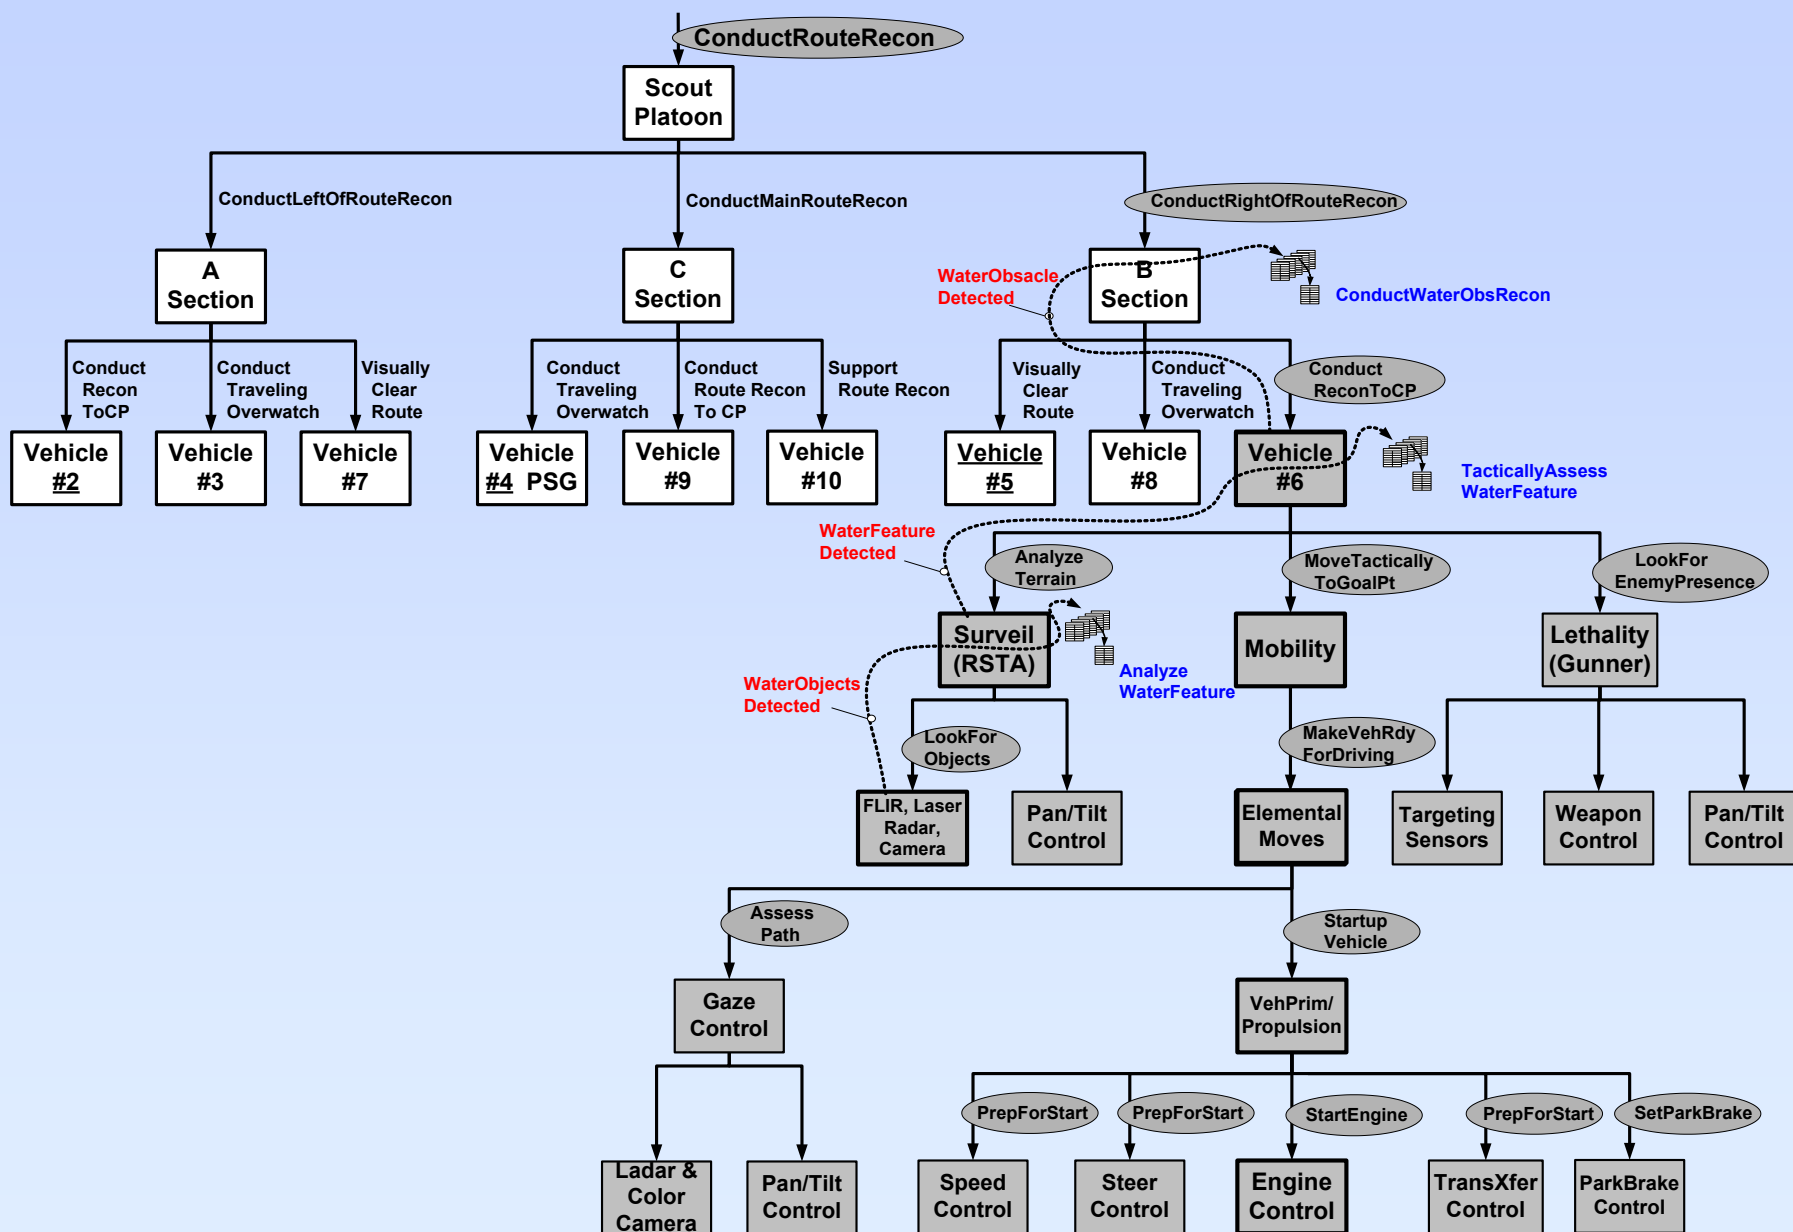 ConductRouteRecon
Scout
Platoon
ConductLeftOfRouteRecon
ConductMainRouteRecon
ConductRightOfRouteRecon
A
Section
C
Section
B
Section
WaterObsacle
Detected
ConductWaterObsRecon
Conduct
Recon
ToCP
Conduct
Traveling
Overwatch
Visually
Clear
Route
Conduct
Traveling
Overwatch
Conduct
Route Recon
To CP
Support
Route Recon
Visually
Clear
Route
Conduct
Traveling
Overwatch
Conduct
ReconToCP
Vehicle
#2
Vehicle
#3
Vehicle
#7
Vehicle
#4 PSG
Vehicle
#9
Vehicle
#10
Vehicle
#5
Vehicle
#8
Vehicle
#6
TacticallyAssess
WaterFeature
WaterFeature
Detected
Analyze
Terrain
MoveTactically
ToGoalPt
LookFor
EnemyPresence
Surveil
(RSTA)
Mobility
Lethality
(Gunner)
Analyze
WaterFeature
WaterObjects
Detected
LookFor
Objects
MakeVehRdy
ForDriving
FLIR, Laser
Radar,
Camera
Pan/Tilt
Control
Elemental
Moves
Targeting
Sensors
Weapon
Control
Pan/Tilt
Control
Assess
Path
Startup
Vehicle
Gaze
Control
VehPrim/
Propulsion
PrepForStart
PrepForStart
StartEngine
PrepForStart
SetParkBrake
Ladar &
Color
Camera
Pan/Tilt
Control
Speed
Control
Steer
Control
Engine
Control
TransXfer
Control
ParkBrake
Control